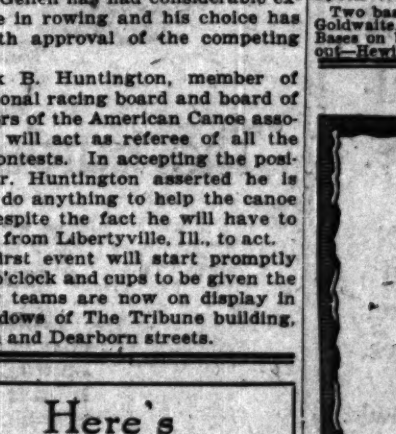 had considerable ex-
e in rowing and his choice has
th approval of the competing
k B. Huntington, member of
onal racing board and board of
rs of the American Canoe asso-
will act as referee of all the
ontests. In accepting the posi-
r. Huntington asserted he is
do anything to help the canoe
espite the fact he will have to
from Libertyville, Ill., to act.
irst event will start promptly
o'clock and cups to be given the
teams are now on display in
dows of The Tribune building,
and Dearborn streets.
Here's
Two bas
Goldwaite
Bases on
out—Hewi